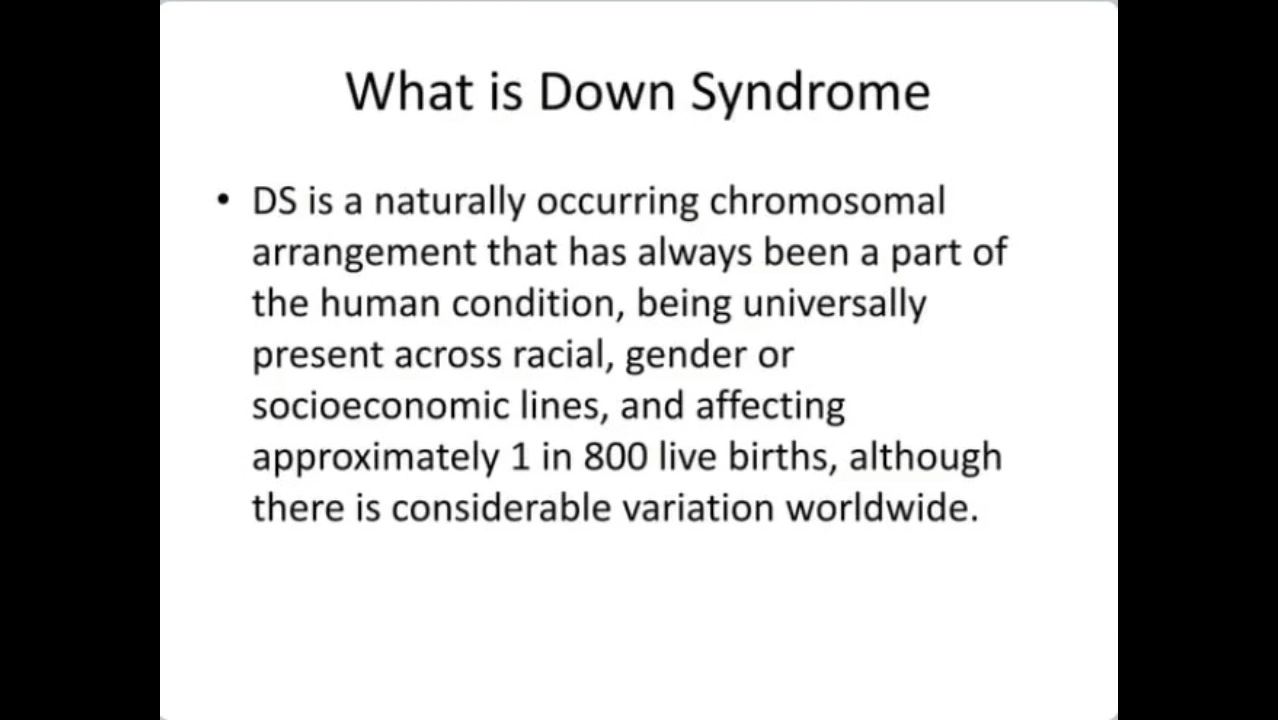 What is Down Syndrome
• DS is a naturally occurring chromosomal
arrangement that has always been a part of
the human condition, being universally
present across racial, gender or
socioeconomic lines, and affecting
approximately 1 in 800 live births, although
there is considerable variation worldwide.